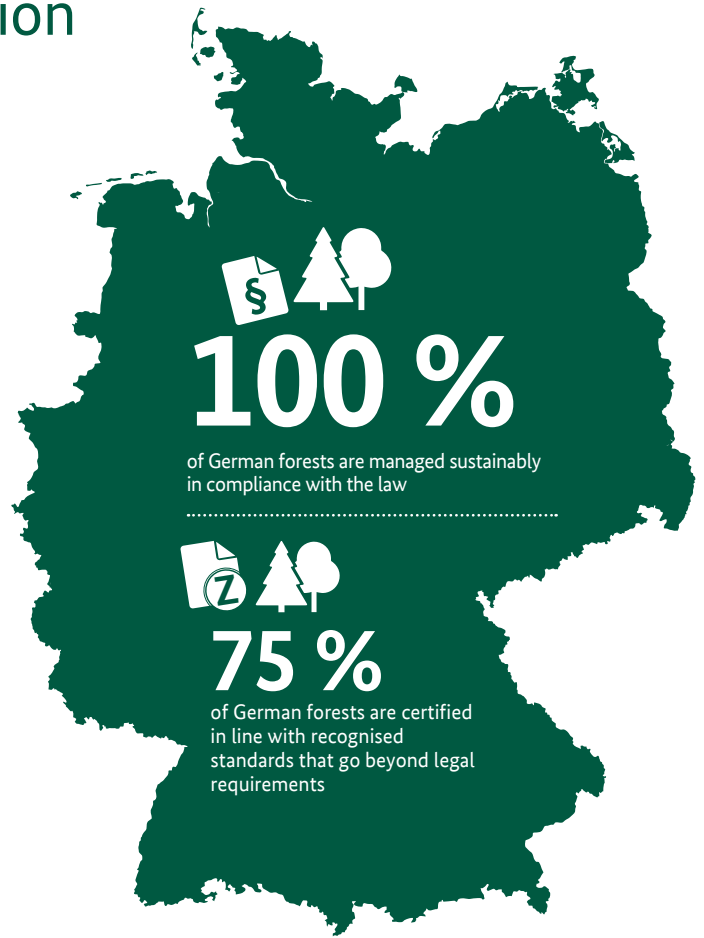 ion
§
100 %
of German forests are managed sustainably
in compliance with the law
Z
75 %
of German forests are certified
in line with recognised
standards that go beyond legal
requirements